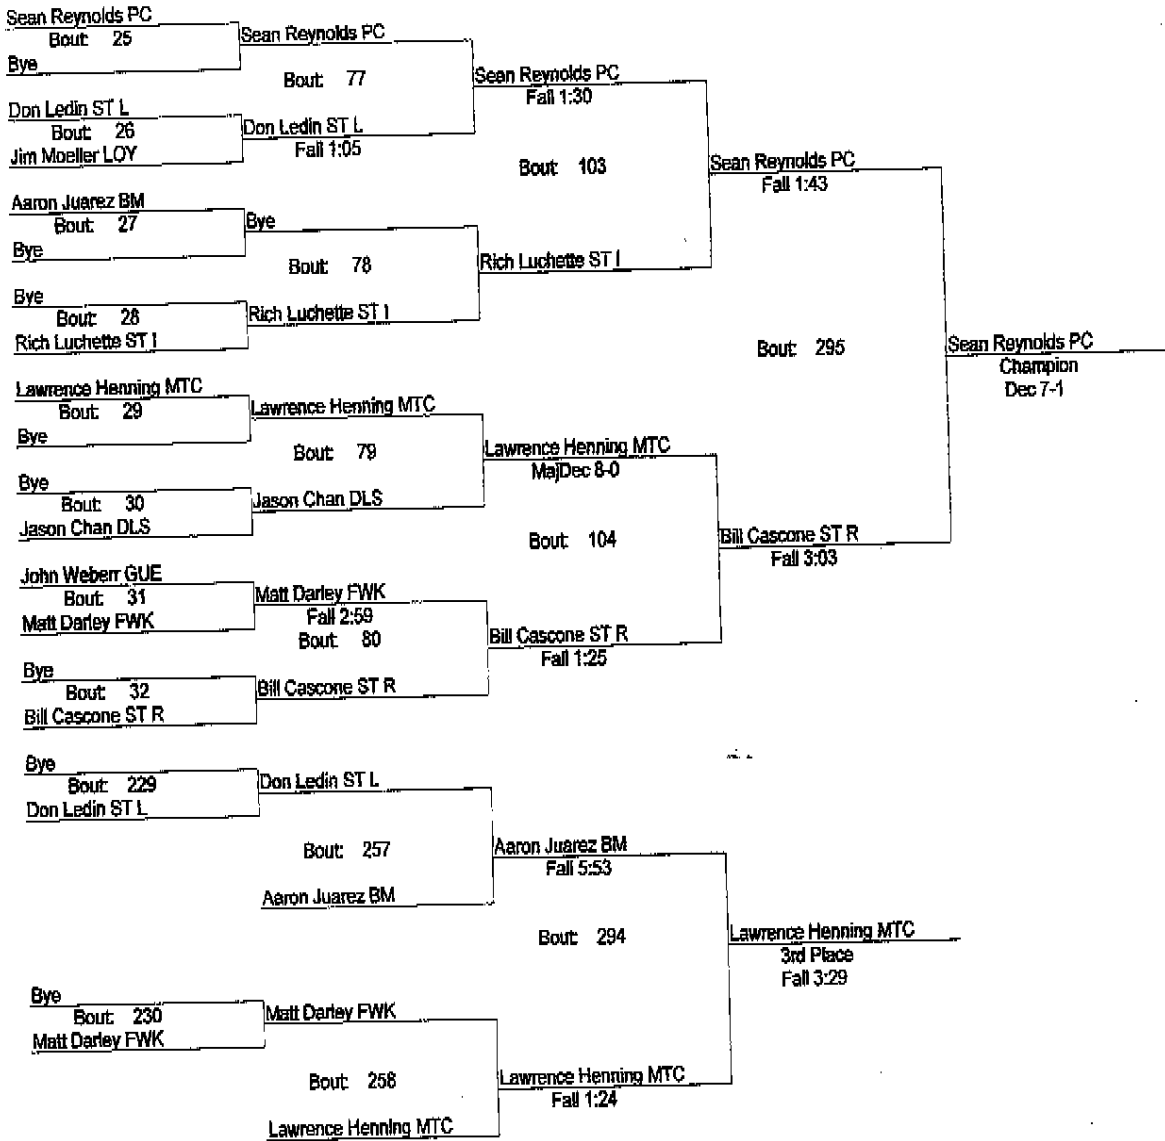 Sean Reynolds PC
Bout: 25
Bye
Sean Reynolds PC
Bout: 77
Don Ledin ST L
Bout: 26
Jim Moeller LOY
Don Ledin ST L
Fall 1:05
Sean Reynolds PC
Fall 1:30
Bout: 103
Aaron Juarez BM
Bout: 27
Bye
Bye
Bout: 78
Bye
Bout: 28
Rich Luchette ST I
Rich Luchette ST I
Rich Luchette ST I
Sean Reynolds PC
Fall 1:43
Bout: 295
Lawrence Henning MTC
Bout: 29
Bye
Lawrence Henning MTC
Bout: 79
Bye
Bout: 30
Jason Chan DLS
Jason Chan DLS
Lawrence Henning MTC
MajDec 8-0
Bout: 104
John Weberr GUE
Bout: 31
Matt Darley FWK
Matt Darley FWK
Fall 2:59
Bout: 80
Bye
Bout: 32
Bill Cascone ST R
Bill Cascone ST R
Bill Cascone ST R
Fall 1:25
Bill Cascone ST R
Fall 3:03
Sean Reynolds PC
Champion
Dec 7-1
Bye
Bout: 229
Don Ledin ST L
Don Ledin ST L
Bout: 257
Aaron Juarez BM
Aaron Juarez BM
Fall 5:53
Bout: 294
Bye
Bout: 230
Matt Darley FWK
Matt Darley FWK
Bout: 258
Lawrence Henning MTC
Lawrence Henning MTC
Fall 1:24
Lawrence Henning MTC
3rd Place
Fall 3:29